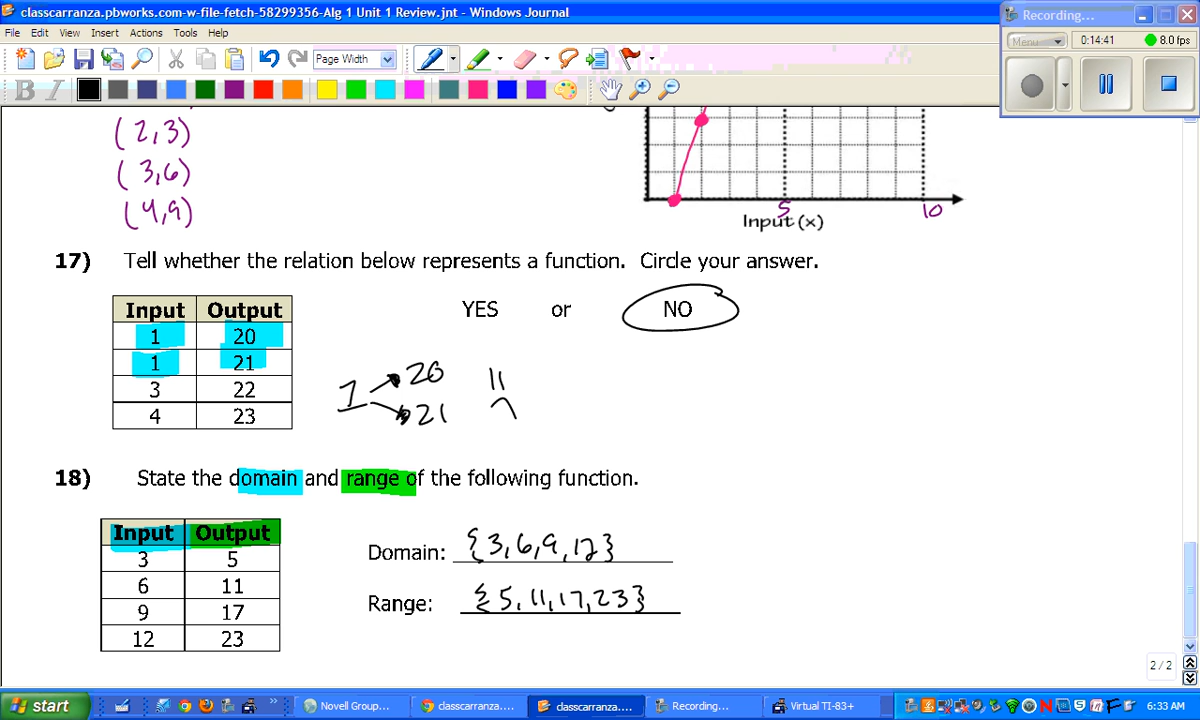 classcarranza.pbworks.com-w-file-fetch-58299356-Alg 1 Unit 1 Review.jnt - Windows Journal
Recording...
File Edit View Insert Actions Tools Help
Menu 0:14:41 8.0 fps
Page Width
B I
(2,3)
(3,6)
(4,9)
5 10
Input (x)
17) Tell whether the relation below represents a function. Circle your answer.
Input Output
YES or NO
1 20
1 21
3 22
4 23
1 20
21
18) State the domain and range of the following function.
Input Output
3 5
6 11
9 17
12 23
Domain: {3,6,9,12}
Range: {5,11,17,23}
2 / 2
start
Novell Group...
classcarranza....
classcarranza....
Recording...
Virtual TI-83+
6:33 AM